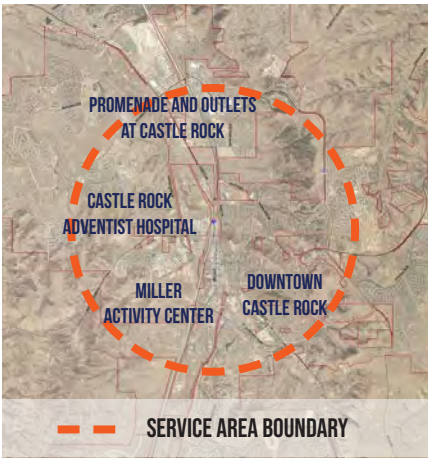 PROMENADE AND OUTLETS
AT CASTLE ROCK
CASTLE ROCK
ADVENTIST HOSPITAL
MILLER
ACTIVITY CENTER
DOWNTOWN
CASTLE ROCK
SERVICE AREA BOUNDARY